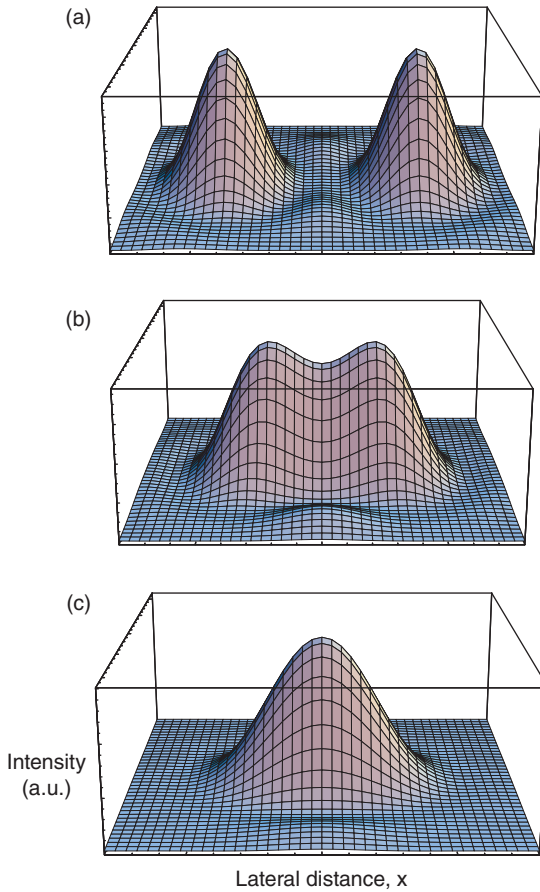 (a)
(b)
(c)
Intensity
(a.u.)
Lateral distance, x